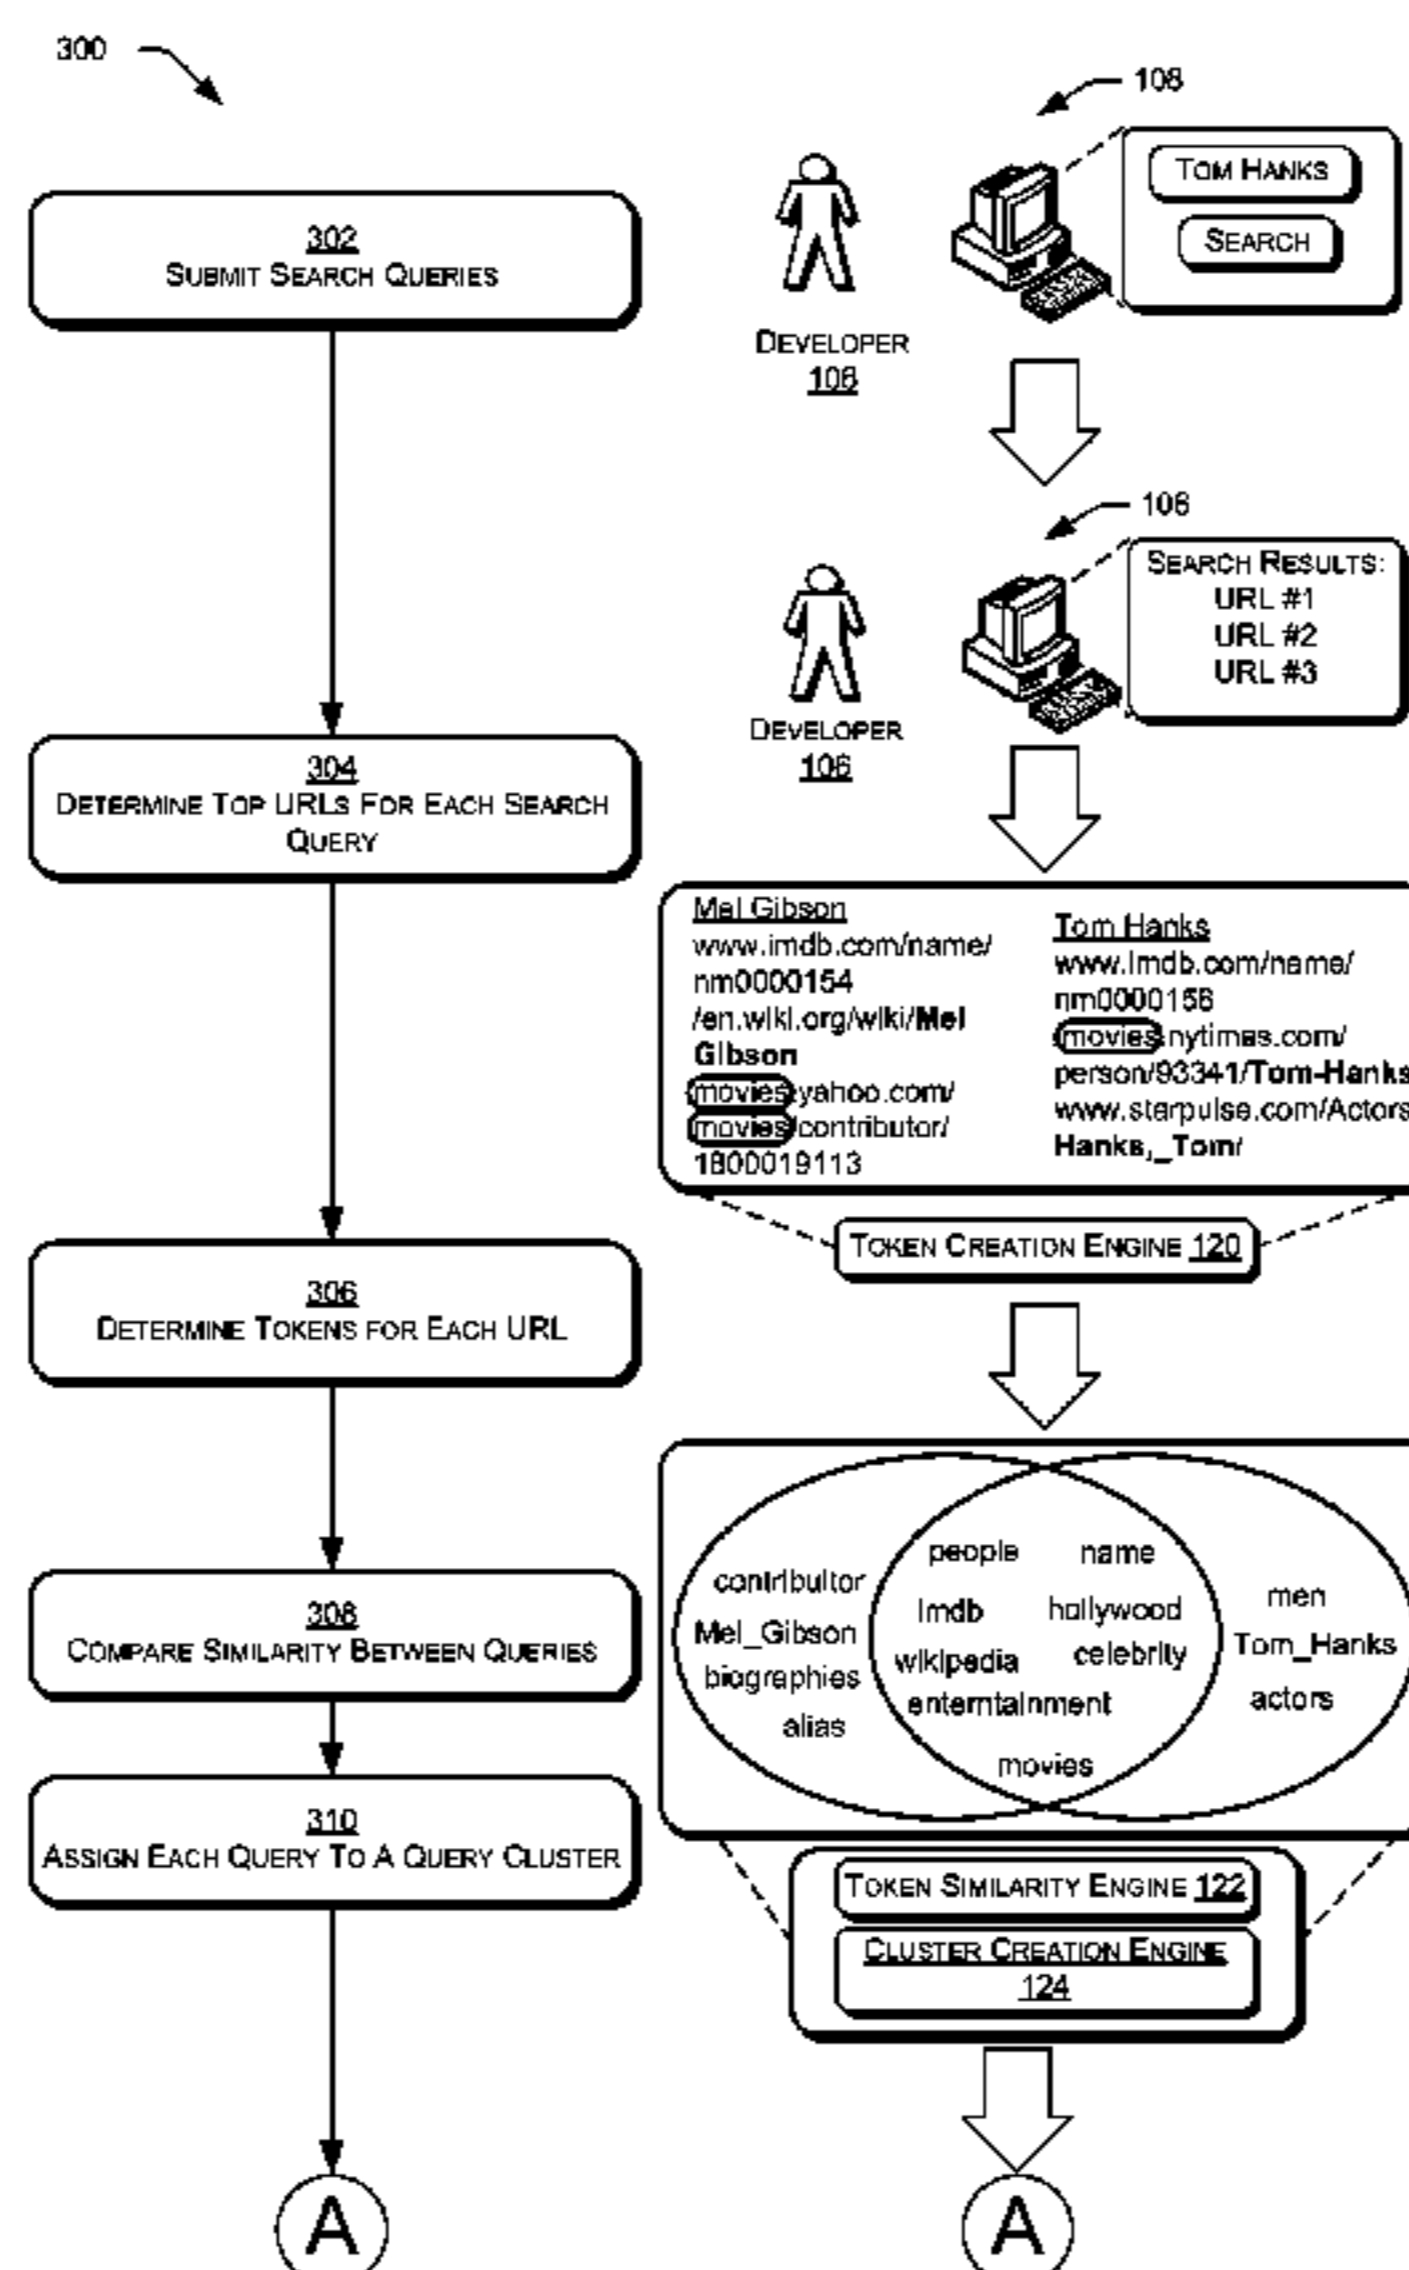 300
302
SUBMIT SEARCH QUERIES
304
DETERMINE TOP URLS FOR EACH SEARCH
QUERY
306
DETERMINE TOKENS FOR EACH URL
308
COMPARE SIMILARITY BETWEEN QUERIES
310
ASSIGN EACH QUERY TO A QUERY CLUSTER
A
108
TOM HANKS
SEARCH
DEVELOPER
106
108
SEARCH RESULTS:
URL #1
URL #2
URL #3
DEVELOPER
106
Mel Gibson
www.imdb.com/name/
nm0000154
/en.wiki.org/wiki/Mel
Gibson
movies.yahoo.com/
movies/contributor/
1800019113
Tom Hanks
www.imdb.com/name/
nm0000158
movies.nytimes.com/
person/93341/Tom-Hanks
www.starpulse.com/Actors
Hanks,_Tom/
TOKEN CREATION ENGINE 120
contribuitor
Mel_Gibson
biographies
alias
people name
imdb hollywood
wikipedia celebrity
enterntainment
movies
men
Tom_Hanks
actors
TOKEN SIMILARITY ENGINE 122
CLUSTER CREATION ENGINE
124
A